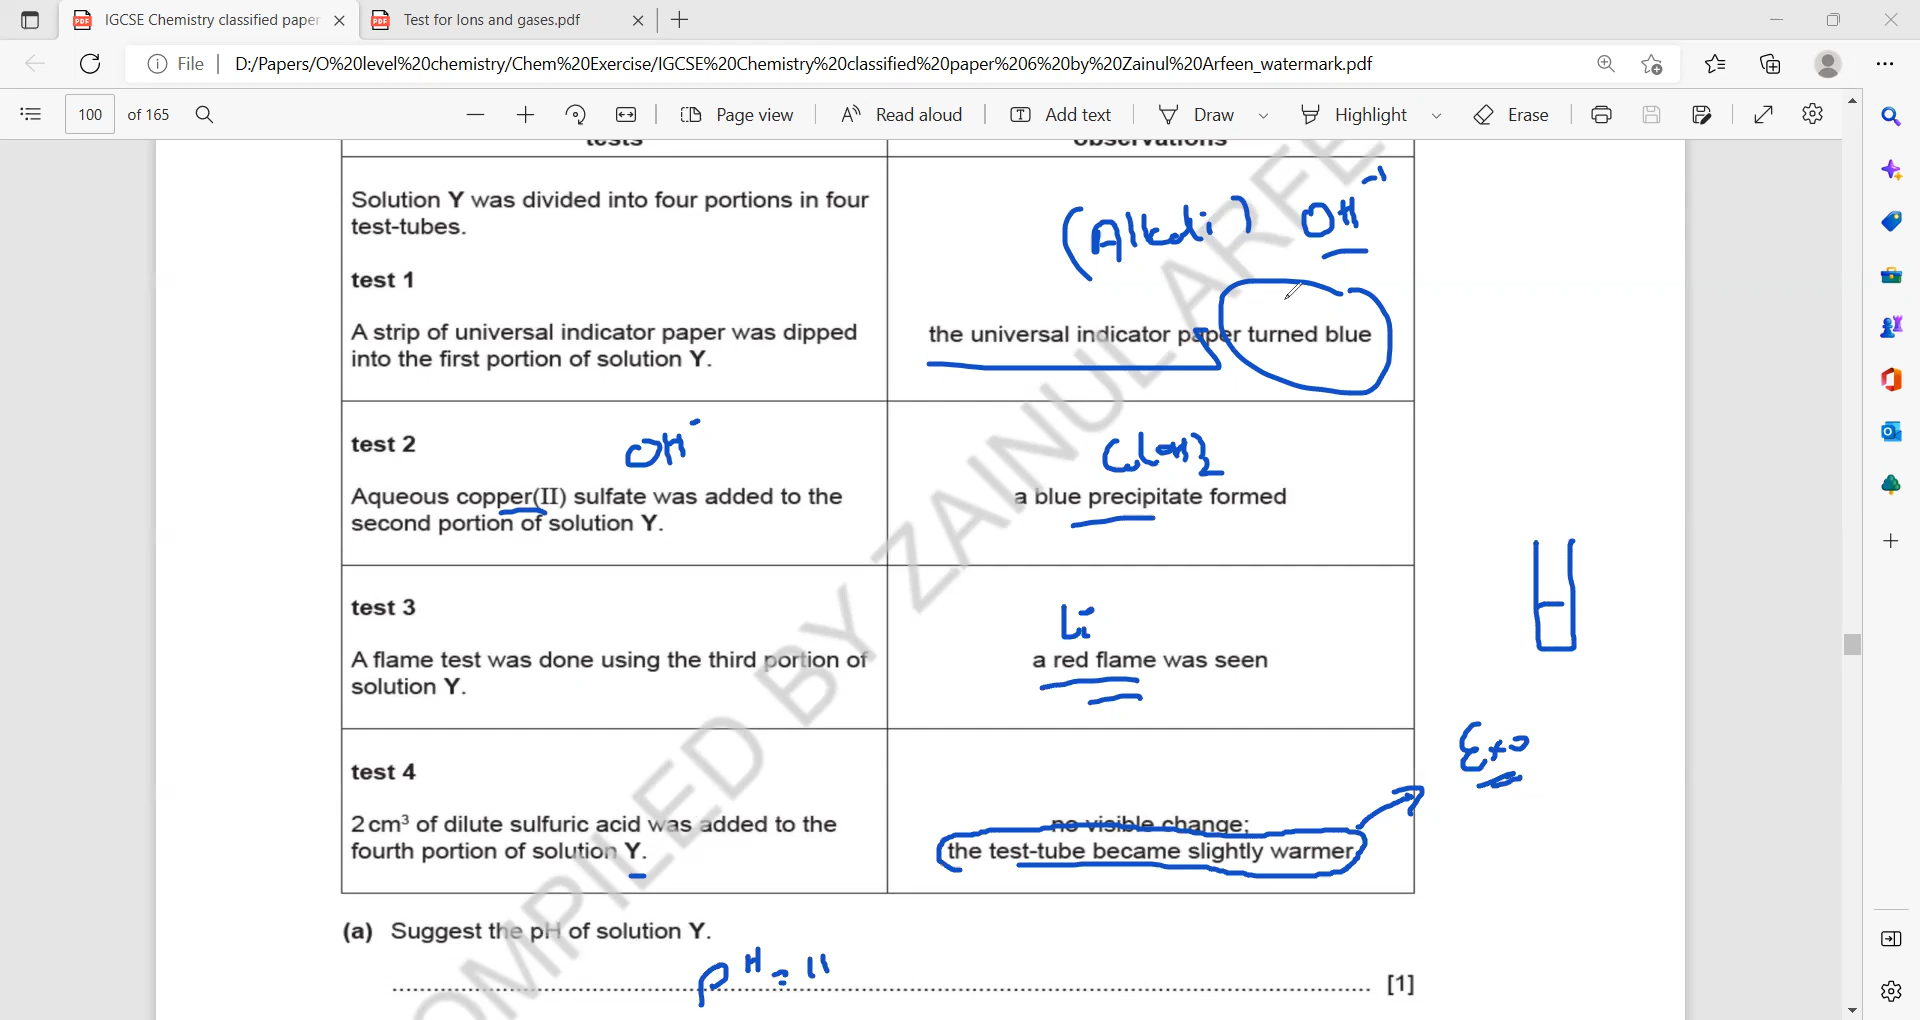 IGCSE Chemistry classified paper
Test for Ions and gases.pdf
File
D:/Papers/O%20level%20chemistry/Chem%20Exercise/IGCSE%20Chemistry%20classified%20paper%206%20by%20Zainul%20Arfeen_watermark.pdf
100 of 165
Page view
Read aloud
Add text
Draw
Highlight
Erase
tests
observations
Solution Y was divided into four portions in four
test-tubes.
(Alkali) OH⁻¹
test 1
A strip of universal indicator paper was dipped
into the first portion of solution Y.
the universal indicator paper turned blue
test 2
OH⁻
Aqueous copper(II) sulfate was added to the
second portion of solution Y.
a blue precipitate formed
test 3
Li
A flame test was done using the third portion of
solution Y.
a red flame was seen
test 4
2 cm³ of dilute sulfuric acid was added to the
fourth portion of solution Y.
no visible change;
the test-tube became slightly warmer
Exo
(a) Suggest the pH of solution Y.
PH = 11
[1]
COMPILED BY ZAINUL ARFE